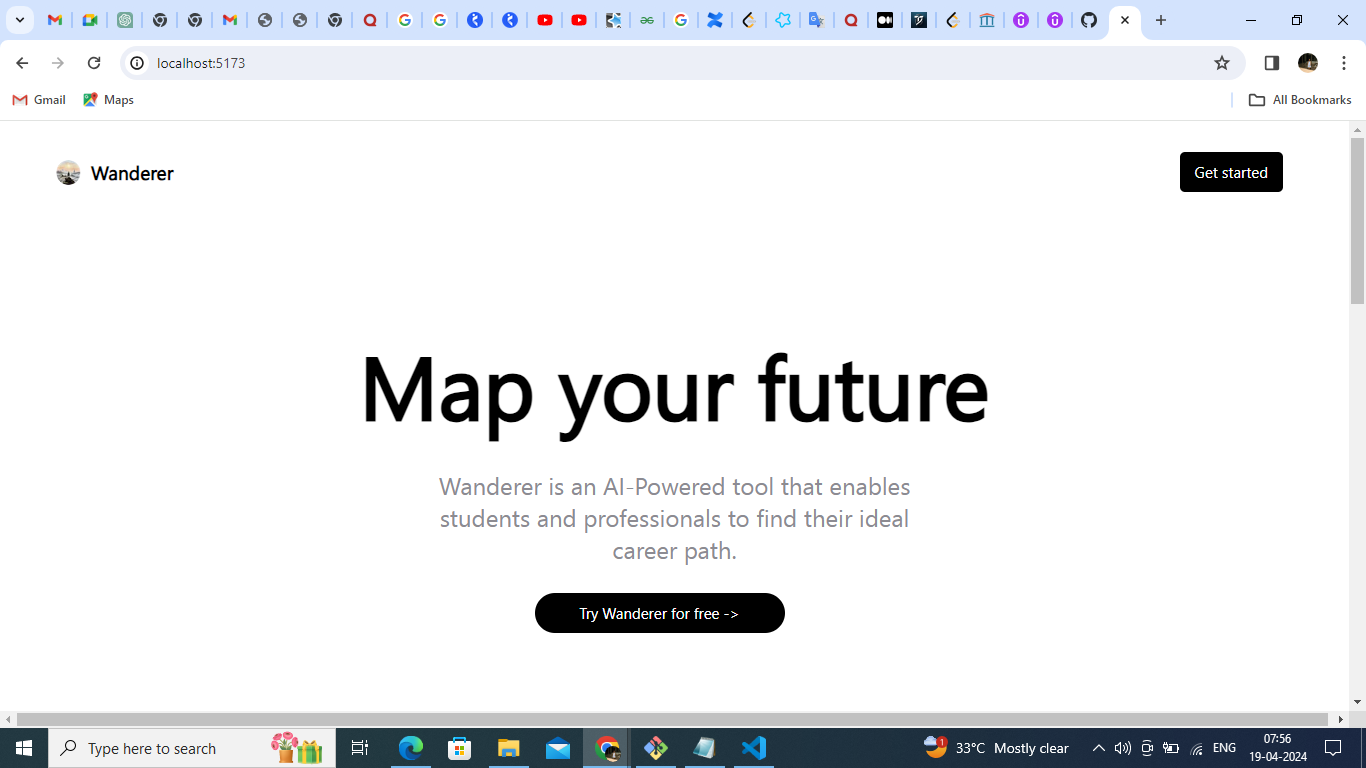 localhost:5173
Gmail
Maps
All Bookmarks
Wanderer
Get started
Map your future
Wanderer is an AI-Powered tool that enables
students and professionals to find their ideal
career path.
Try Wanderer for free ->
Type here to search
1
33°C Mostly clear
ENG
07:56
19-04-2024